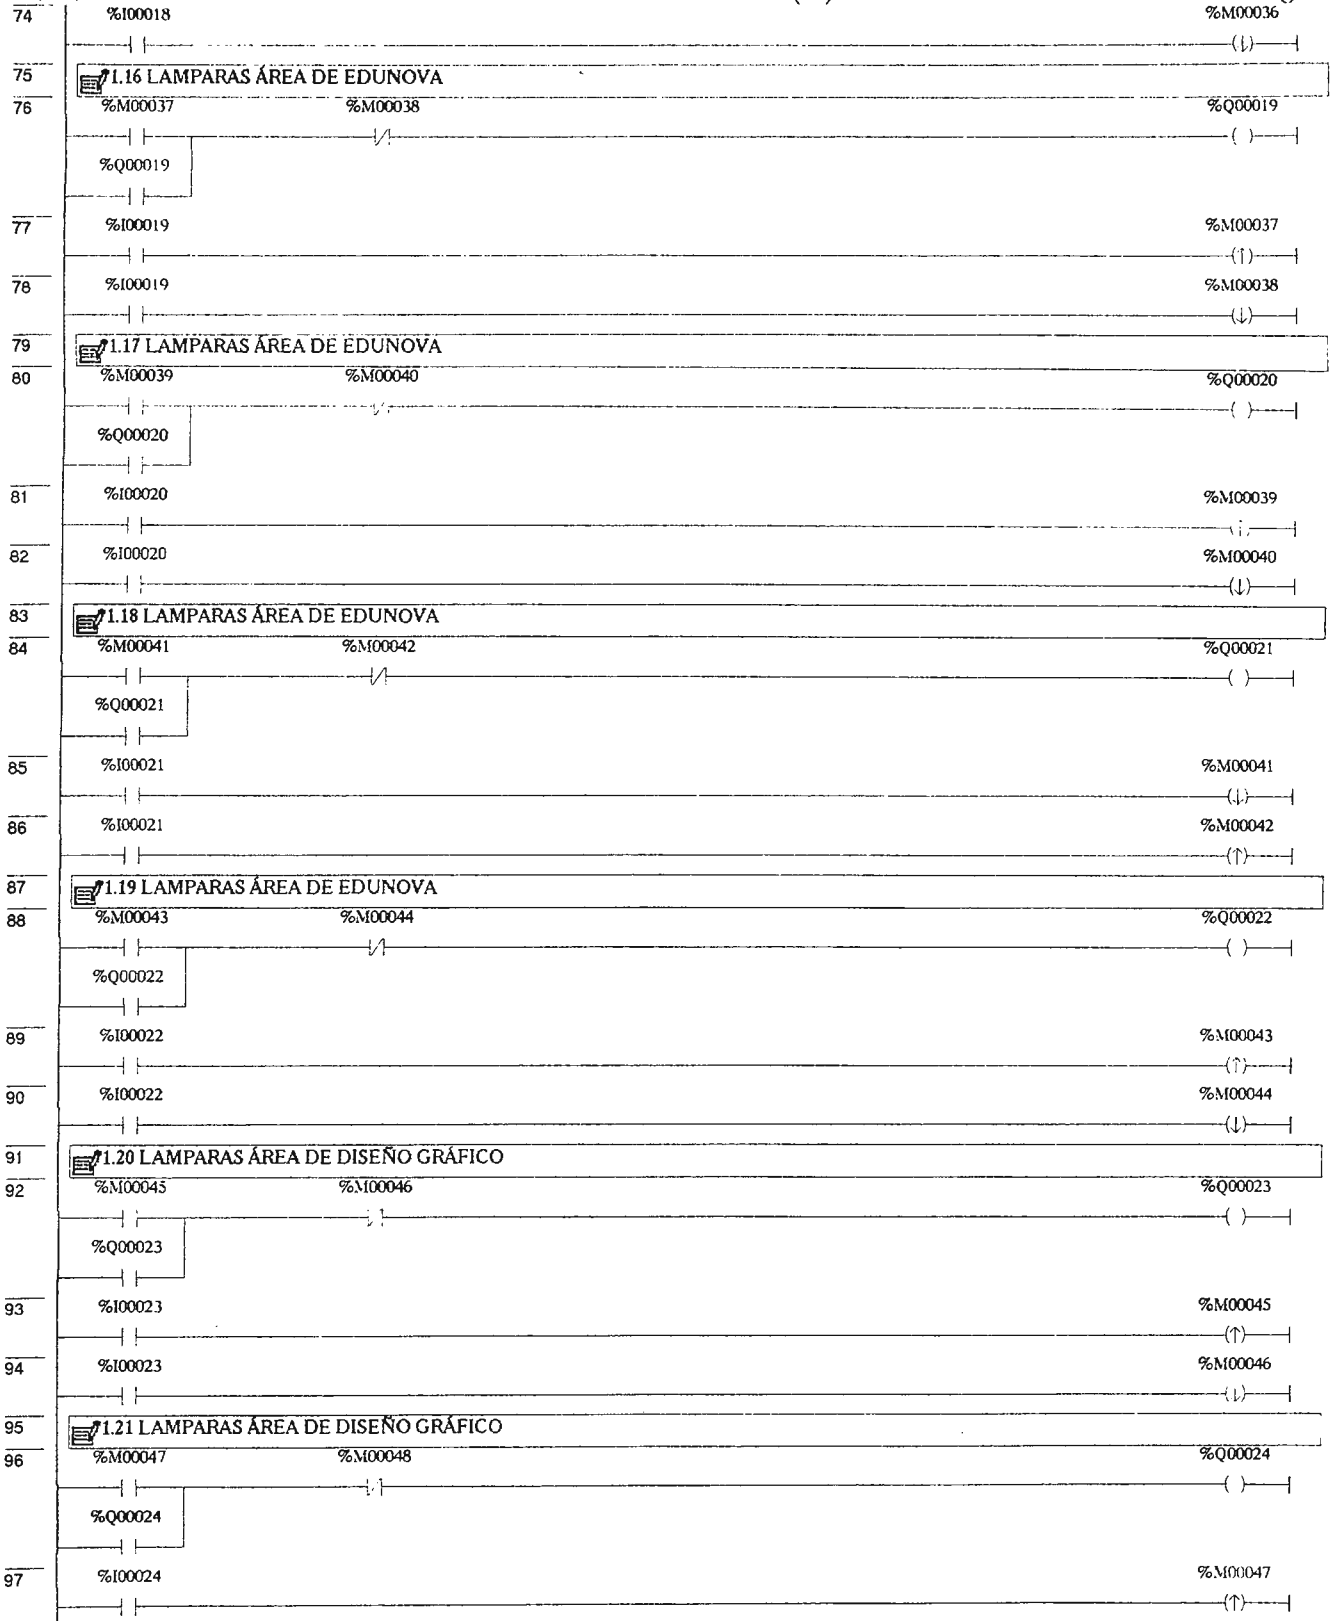 74
%I00018 %M00036
75
1.16 LAMPARAS ÁREA DE EDUNOVA
76
%M00037 %M00038 %Q00019
%Q00019
77
%I00019 %M00037
78
%I00019 %M00038
79
1.17 LAMPARAS ÁREA DE EDUNOVA
80
%M00039 %M00040 %Q00020
%Q00020
81
%I00020 %M00039
82
%I00020 %M00040
83
1.18 LAMPARAS ÁREA DE EDUNOVA
84
%M00041 %M00042 %Q00021
%Q00021
85
%I00021 %M00041
86
%I00021 %M00042
87
1.19 LAMPARAS ÁREA DE EDUNOVA
88
%M00043 %M00044 %Q00022
%Q00022
89
%I00022 %M00043
90
%I00022 %M00044
91
1.20 LAMPARAS ÁREA DE DISEÑO GRÁFICO
92
%M00045 %M00046 %Q00023
%Q00023
93
%I00023 %M00045
94
%I00023 %M00046
95
1.21 LAMPARAS ÁREA DE DISEÑO GRÁFICO
96
%M00047 %M00048 %Q00024
%Q00024
97
%I00024 %M00047